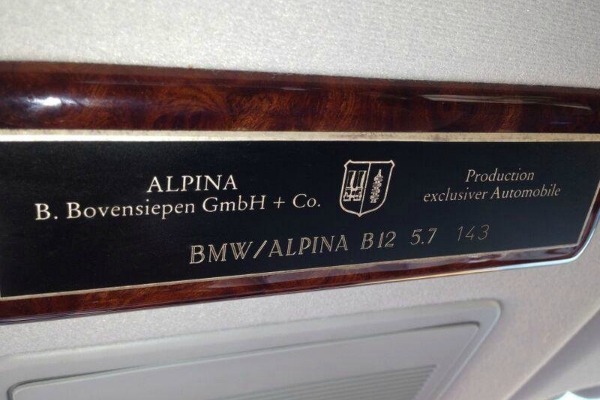 ALPINA
B. Bovensiepen GmbH + Co.
Production
exclusiver Automobile
BMW/ALPINA B12 5.7 143